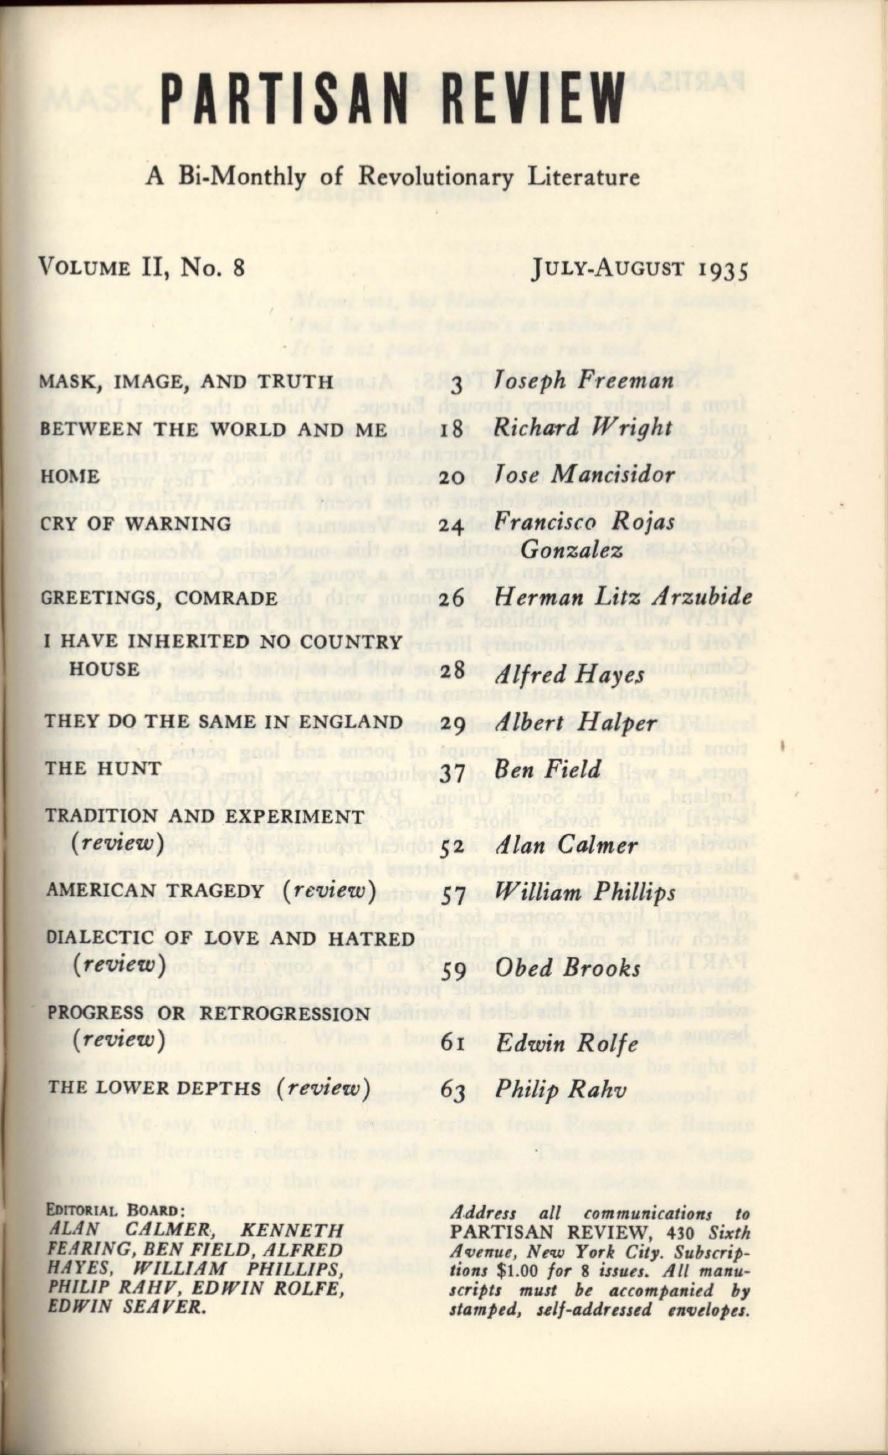 PARTISAN REVIEW
A Bi-Monthly of Revolutionary Literature
VOLUME II, No. 8 JULY-AUGUST 1935
MASK, IMAGE, AND TRUTH 3 Joseph Freeman
BETWEEN THE WORLD AND ME 18 Richard Wright
HOME 20 Jose Mancisidor
CRY OF WARNING 24 Francisco Rojas
Gonzalez
GREETINGS, COMRADE 26 Herman Litz Arzubide
I HAVE INHERITED NO COUNTRY
HOUSE 28 Alfred Hayes
THEY DO THE SAME IN ENGLAND 29 Albert Halper
THE HUNT 37 Ben Field
TRADITION AND EXPERIMENT
(review) 52 Alan Calmer
AMERICAN TRAGEDY (review) 57 William Phillips
DIALECTIC OF LOVE AND HATRED
(review) 59 Obed Brooks
PROGRESS OR RETROGRESSION
(review) 61 Edwin Rolfe
THE LOWER DEPTHS (review) 63 Philip Rahv
EDITORIAL BOARD:
ALAN CALMER, KENNETH
FEARING, BEN FIELD, ALFRED
HAYES, WILLIAM PHILLIPS,
PHILIP RAHV, EDWIN ROLFE,
EDWIN SEAVER.
Address all communications to
PARTISAN REVIEW, 430 Sixth
Avenue, New York City. Subscrip-
tions $1.00 for 8 issues. All manu-
scripts must be accompanied by
stamped, self-addressed envelopes.